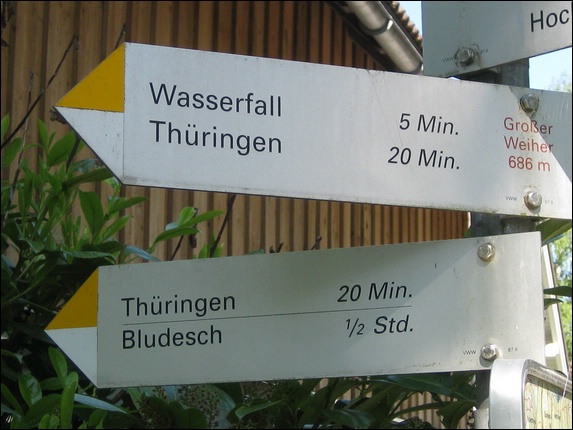 Hoc
Wasserfall 5 Min.
Thüringen 20 Min.
Großer
Weiher
686 m
Thüringen 20 Min.
Bludesch ½ Std.